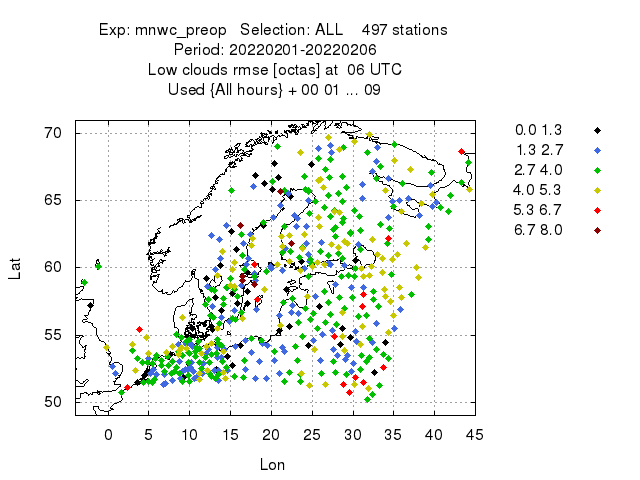 Exp: mnwc_preop Selection: ALL 497 stations
Period: 20220201-20220206
Low clouds rmse [octas] at 06 UTC
Used {All hours} + 00 01 ... 09
70
65
60
55
50
Lat
0 5 10 15 20 25 30 35 40 45
Lon
0.0 1.3
1.3 2.7
2.7 4.0
4.0 5.3
5.3 6.7
6.7 8.0